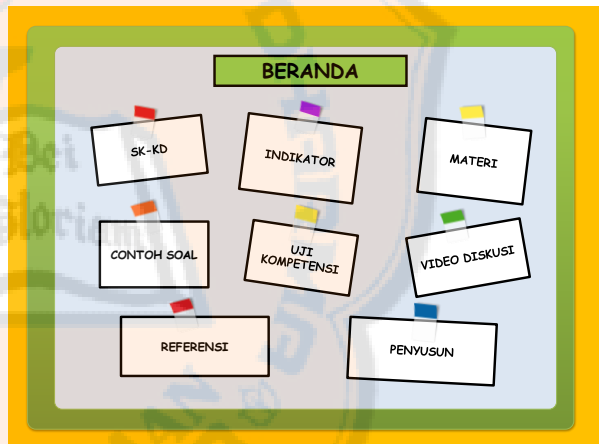 BERANDA
SK-KD
INDIKATOR
MATERI
CONTOH SOAL
UJI
KOMPETENSI
VIDEO DISKUSI
REFERENSI
PENYUSUN